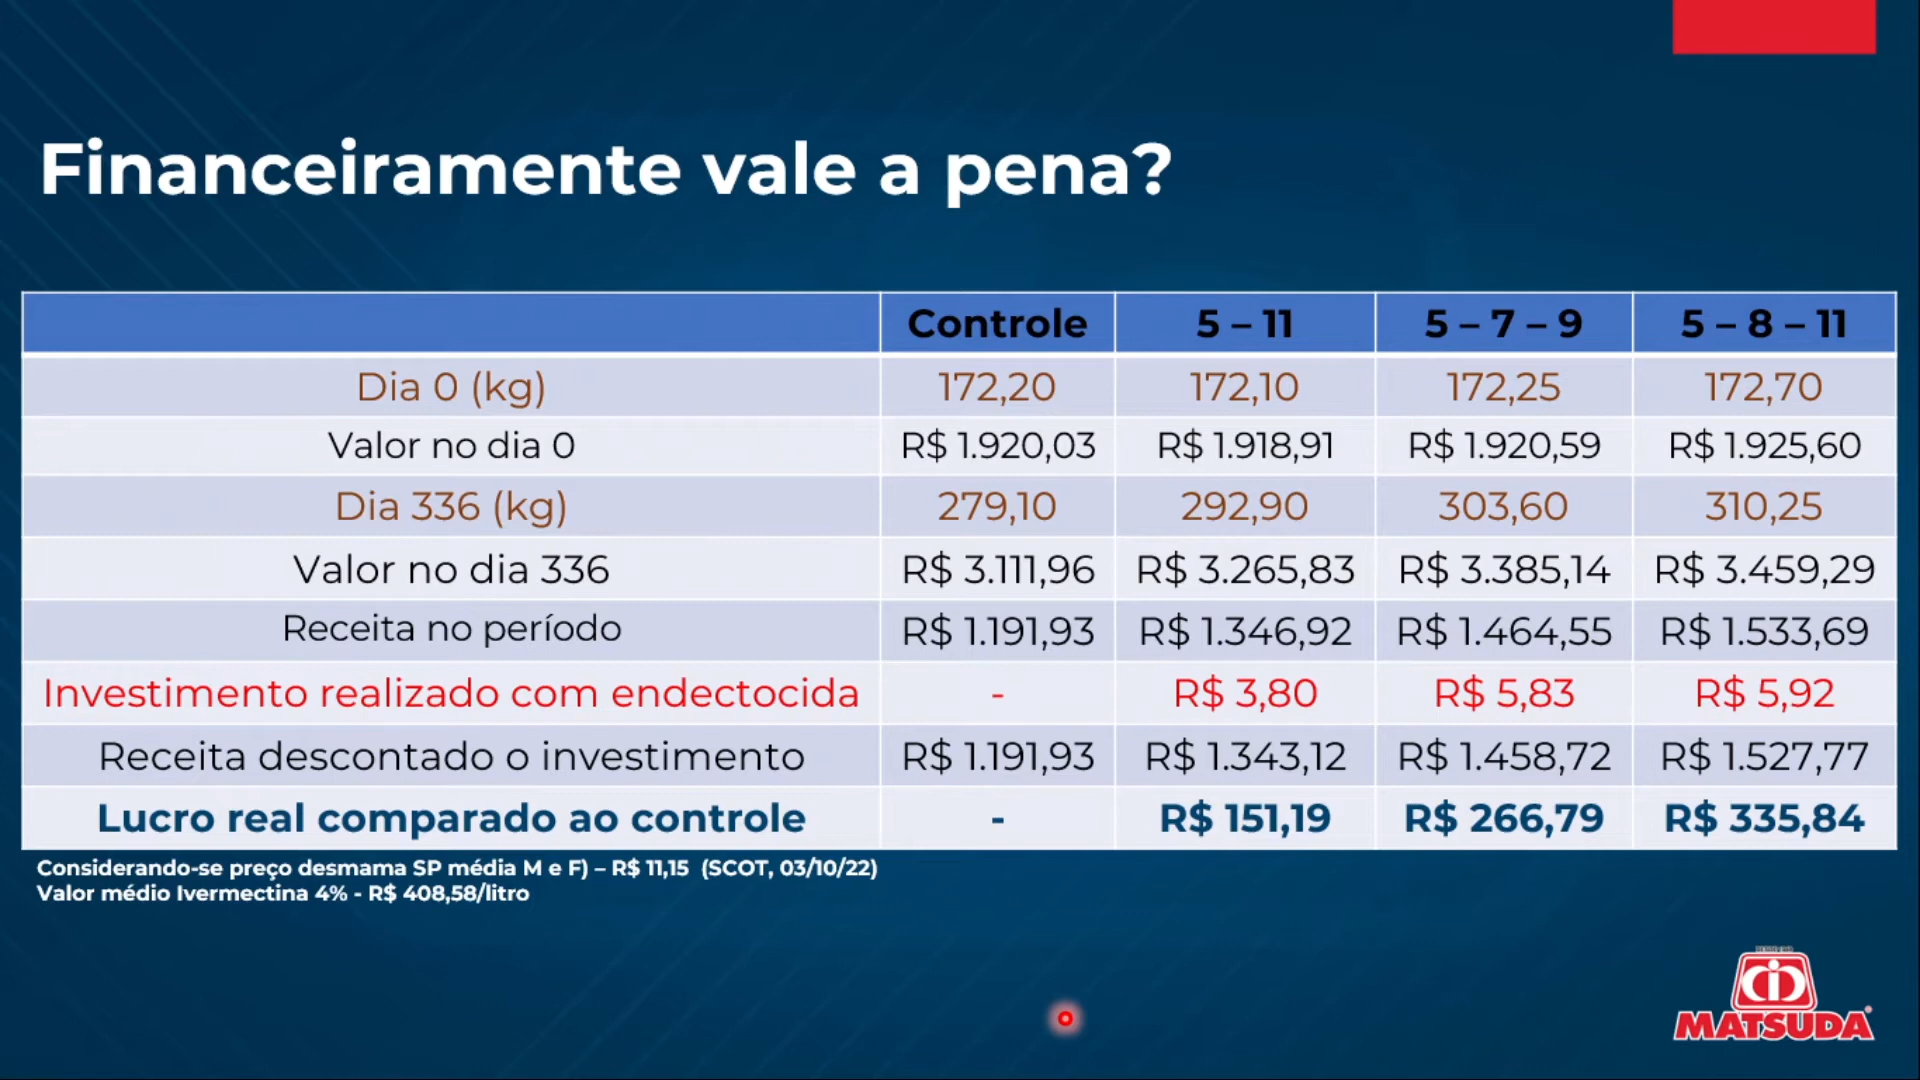 Financeiramente vale a pena?
Controle 5 – 11 5 – 7 – 9 5 – 8 – 11
Dia 0 (kg) 172,20 172,10 172,25 172,70
Valor no dia 0 R$ 1.920,03 R$ 1.918,91 R$ 1.920,59 R$ 1.925,60
Dia 336 (kg) 279,10 292,90 303,60 310,25
Valor no dia 336 R$ 3.111,96 R$ 3.265,83 R$ 3.385,14 R$ 3.459,29
Receita no período R$ 1.191,93 R$ 1.346,92 R$ 1.464,55 R$ 1.533,69
Investimento realizado com endectocida - R$ 3,80 R$ 5,83 R$ 5,92
Receita descontado o investimento R$ 1.191,93 R$ 1.343,12 R$ 1.458,72 R$ 1.527,77
Lucro real comparado ao controle - R$ 151,19 R$ 266,79 R$ 335,84
Considerando-se preço desmama SP média M e F) – R$ 11,15 (SCOT, 03/10/22)
Valor médio Ivermectina 4% - R$ 408,58/litro
MATSUDA